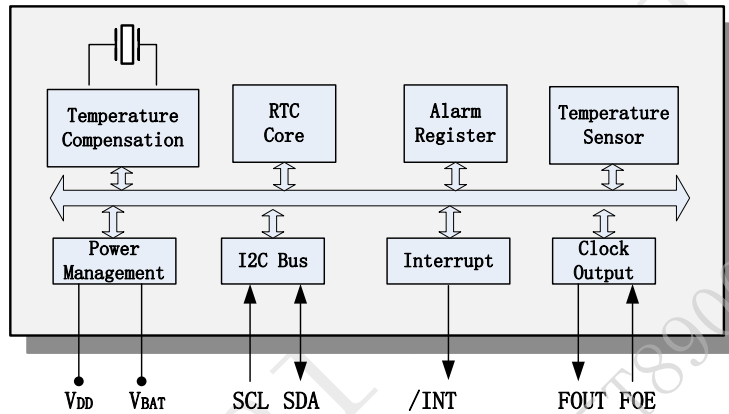 Temperature
Compensation
RTC
Core
Alarm
Register
Temperature
Sensor
Power
Management
I2C Bus
Interrupt
Clock
Output
VDD
VBAT
SCL SDA
/INT
FOUT FOE